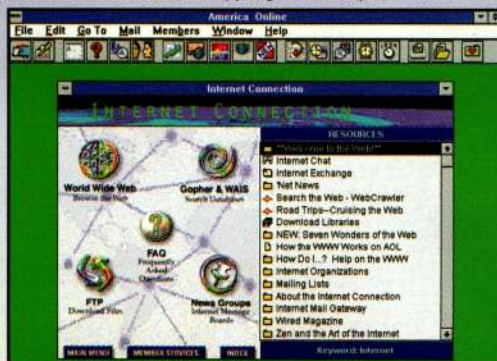 America Online
File Edit Go To Mail Members Window Help
Internet Connection
INTERNET CONNECTION
World Wide Web
Browse the Web
Gopher & WAIS
Search Databases
FAQ
Frequently
Asked
Questions
FTP
Download Files
News Groups
Internet Message
Boards
MAIN MENU
MEMBER SERVICES
INDEX
RESOURCES
**Welcome to the Web!**
Internet Chat
Internet Exchange
Net News
Search the Web - WebCrawler
Road Trips--Cruising the Web
Download Libraries
NEW: Seven Wonders of the Web
How the WWW Works on AOL
How Do I..? Help on the WWW
Internet Organizations
Mailing Lists
About the Internet Connection
Internet Mail Gateway
Wired Magazine
Zen and the Art of the Internet
Keyword: Internet